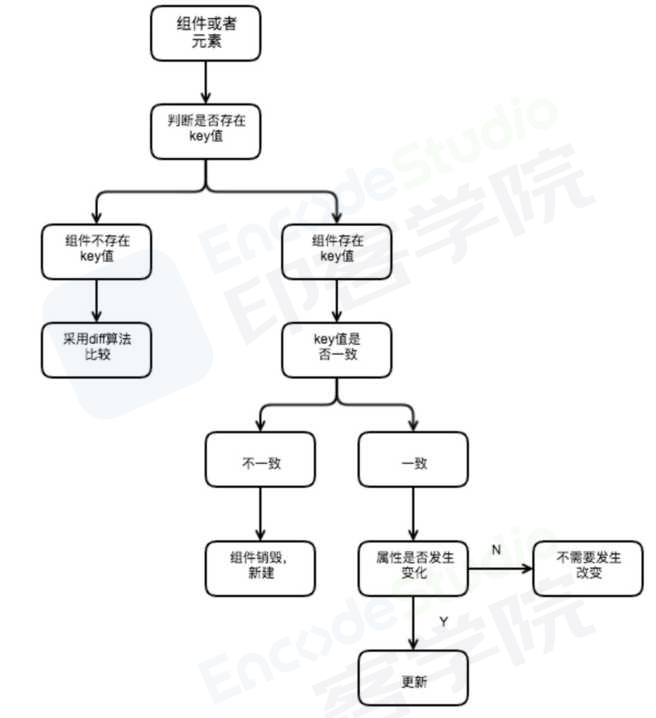 组件或者
元素
判断是否存在
key值
组件不存在
key值
组件存在
key值
采用diff算法
比较
key值是
否一致
不一致
一致
组件销毁，
新建
属性是否发生
变化
N
不需要发生
改变
Y
更新
EncodeStudio
印客学院
EncodeStudio
印客学院